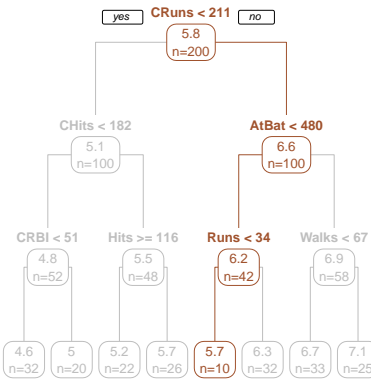 yes CRuns < 211 no
5.8
n=200
CHits < 182 AtBat < 480
5.1 6.6
n=100 n=100
CRBI < 51 Hits >= 116 Runs < 34 Walks < 67
4.8 5.5 6.2 6.9
n=52 n=48 n=42 n=58
4.6 5 5.2 5.7 5.7 6.3 6.7 7.1
n=32 n=20 n=22 n=26 n=10 n=32 n=33 n=25